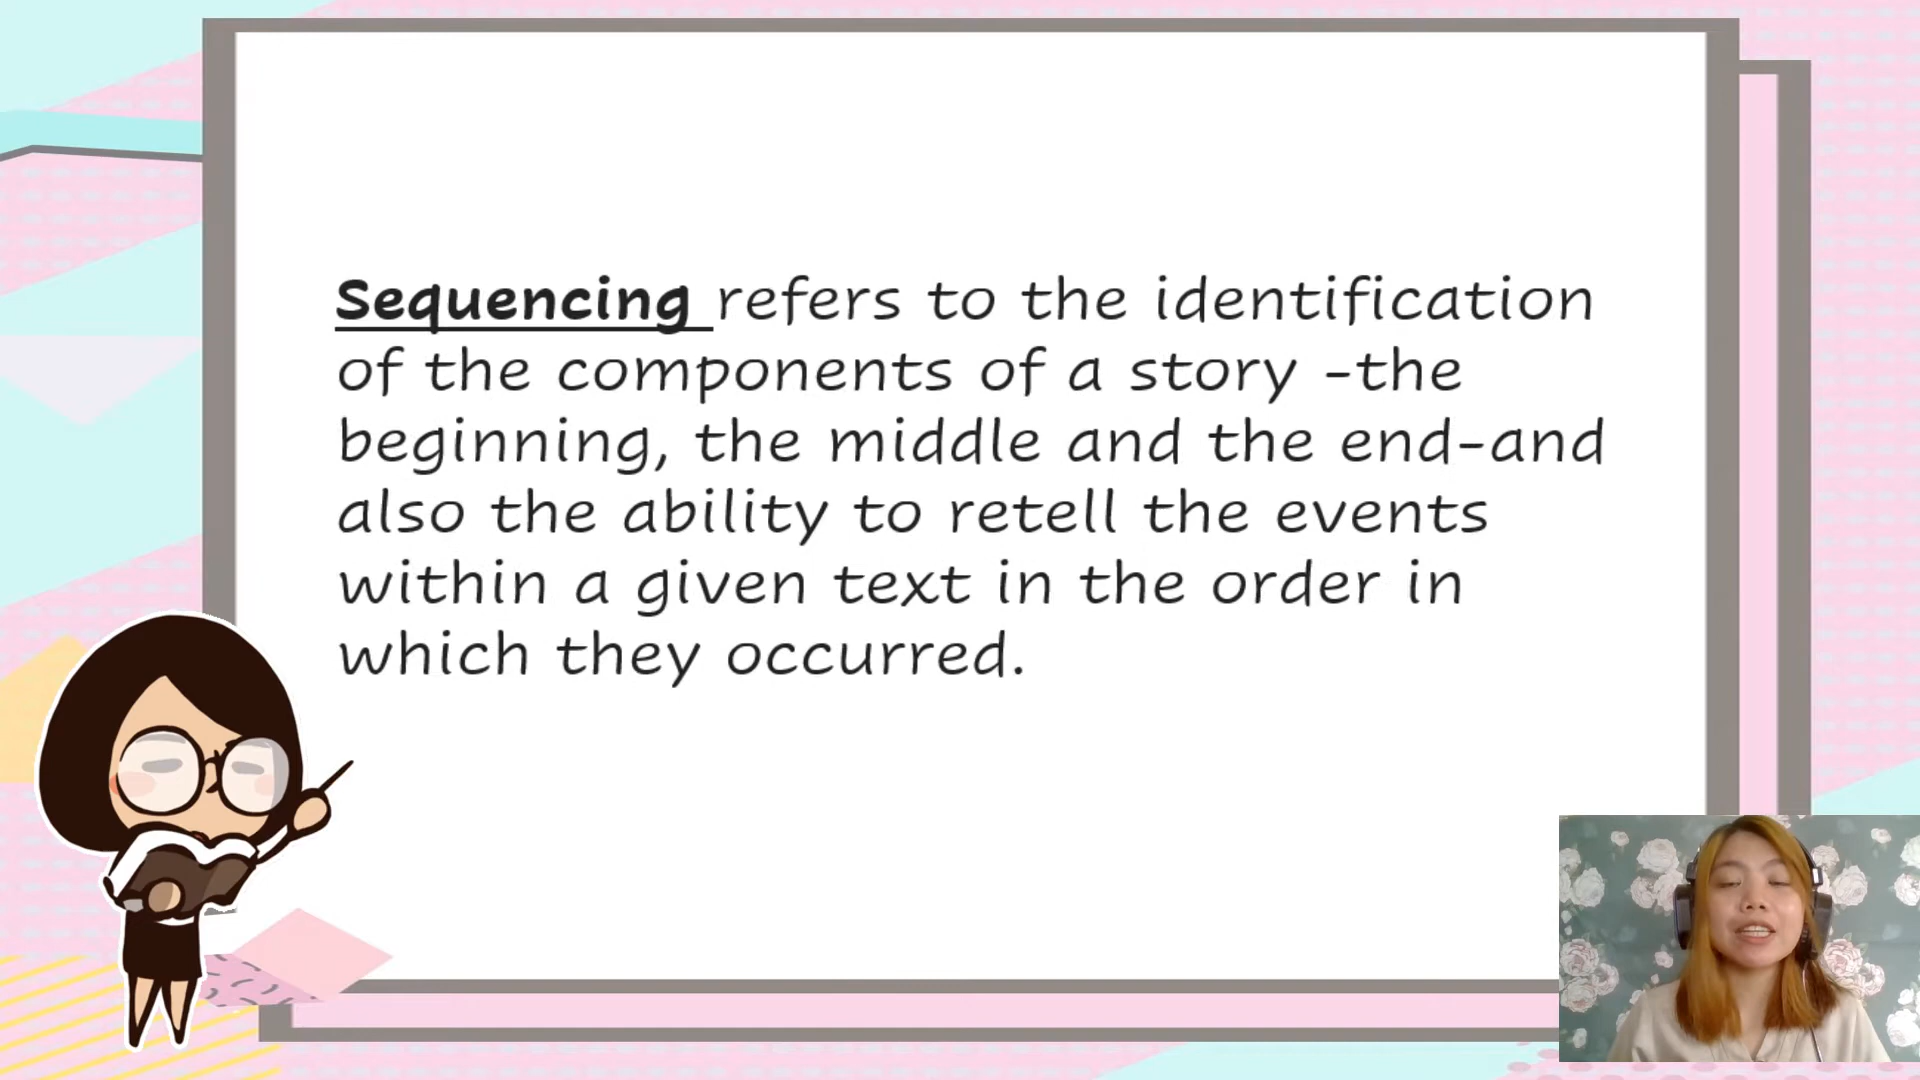 Sequencing refers to the identification
of the components of a story -the
beginning, the middle and the end-and
also the ability to retell the events
within a given text in the order in
which they occurred.